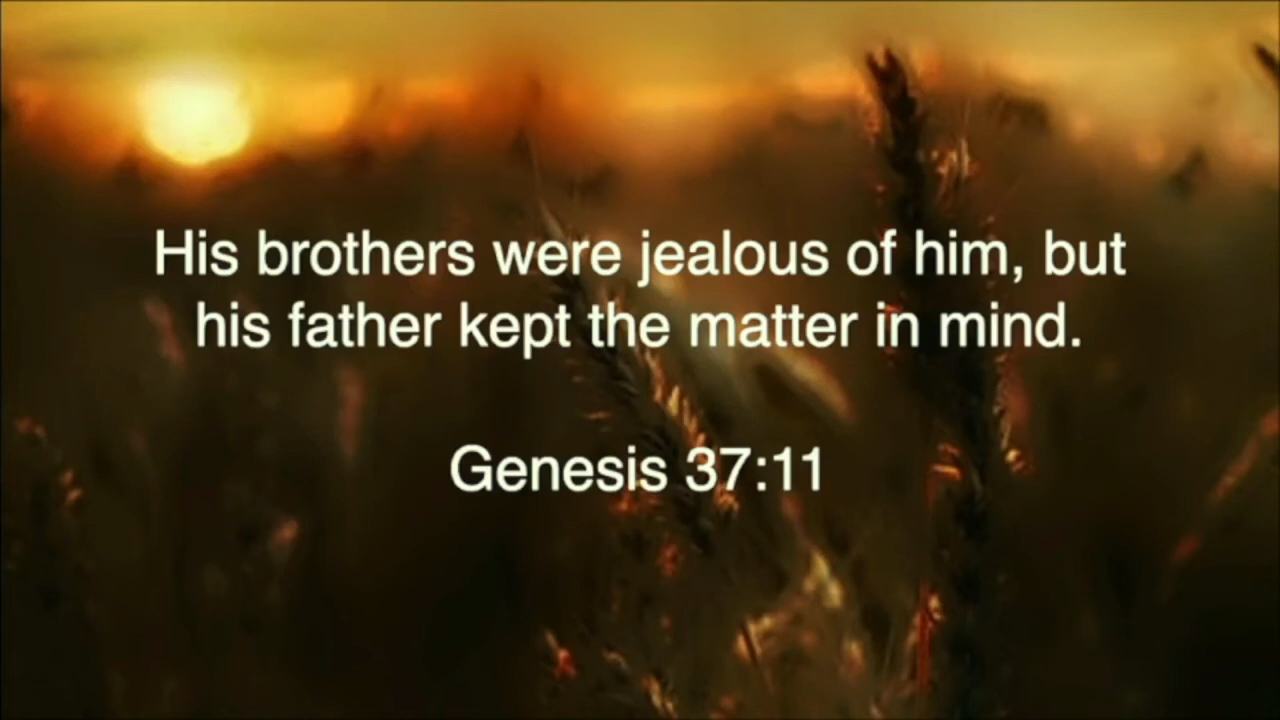 His brothers were jealous of him, but
his father kept the matter in mind.
Genesis 37:11